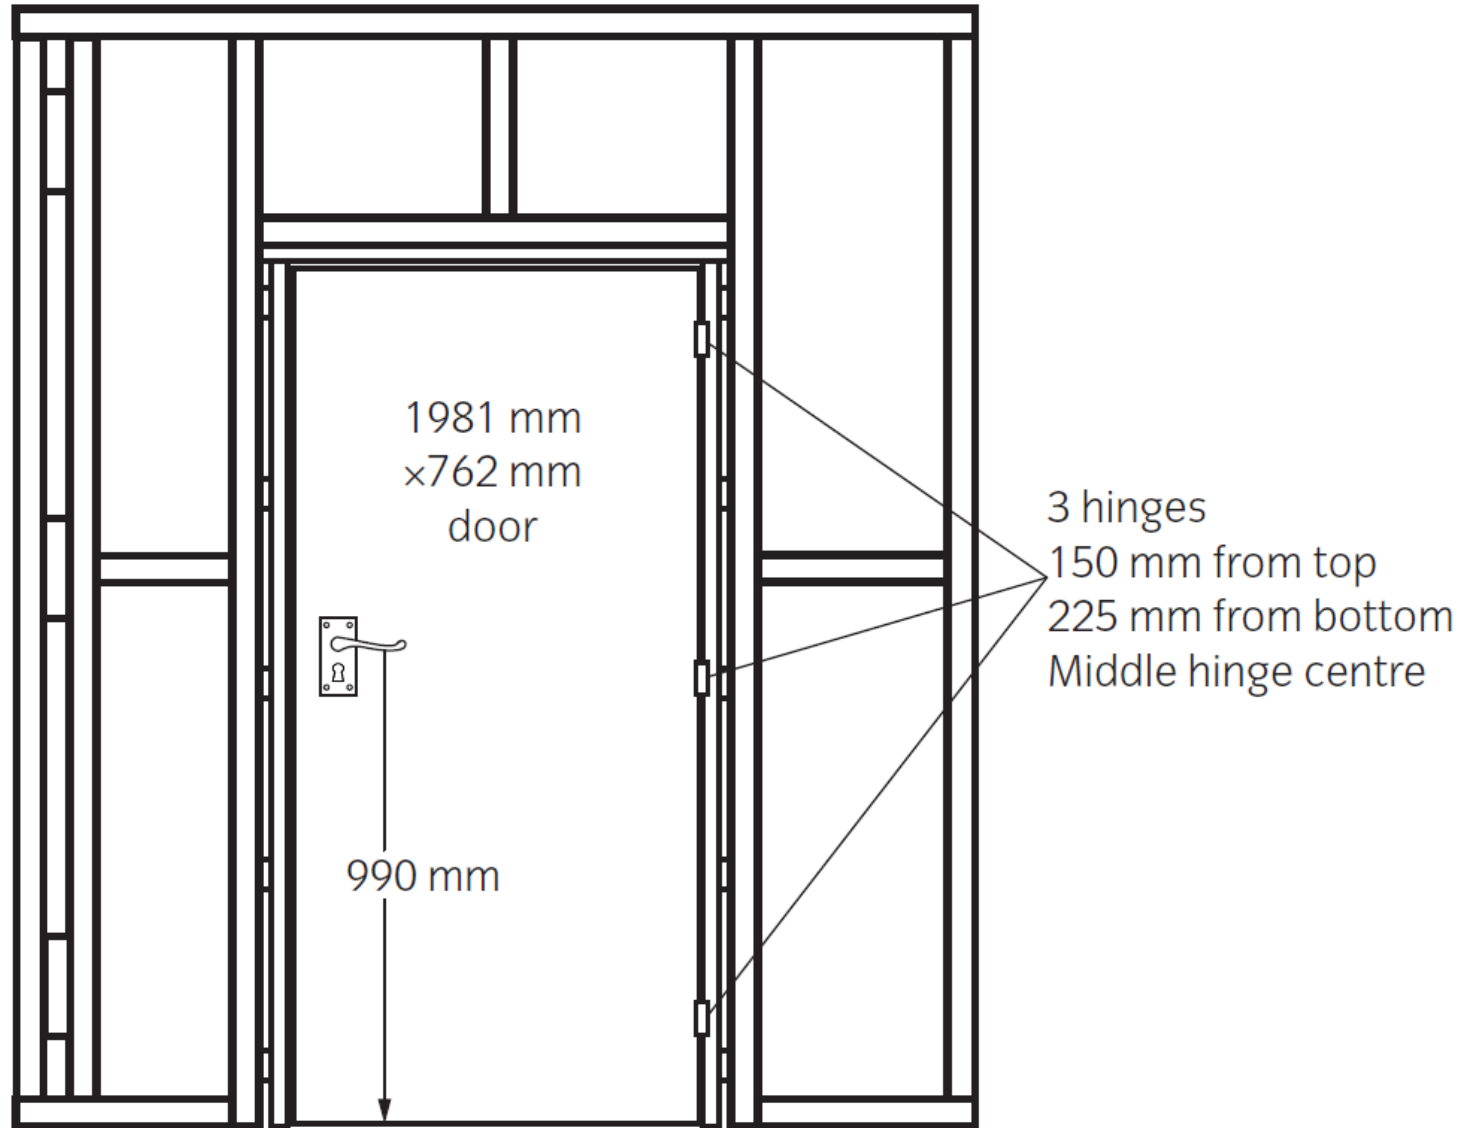 1981 mm
×762 mm
door
3 hinges
150 mm from top
225 mm from bottom
Middle hinge centre
990 mm